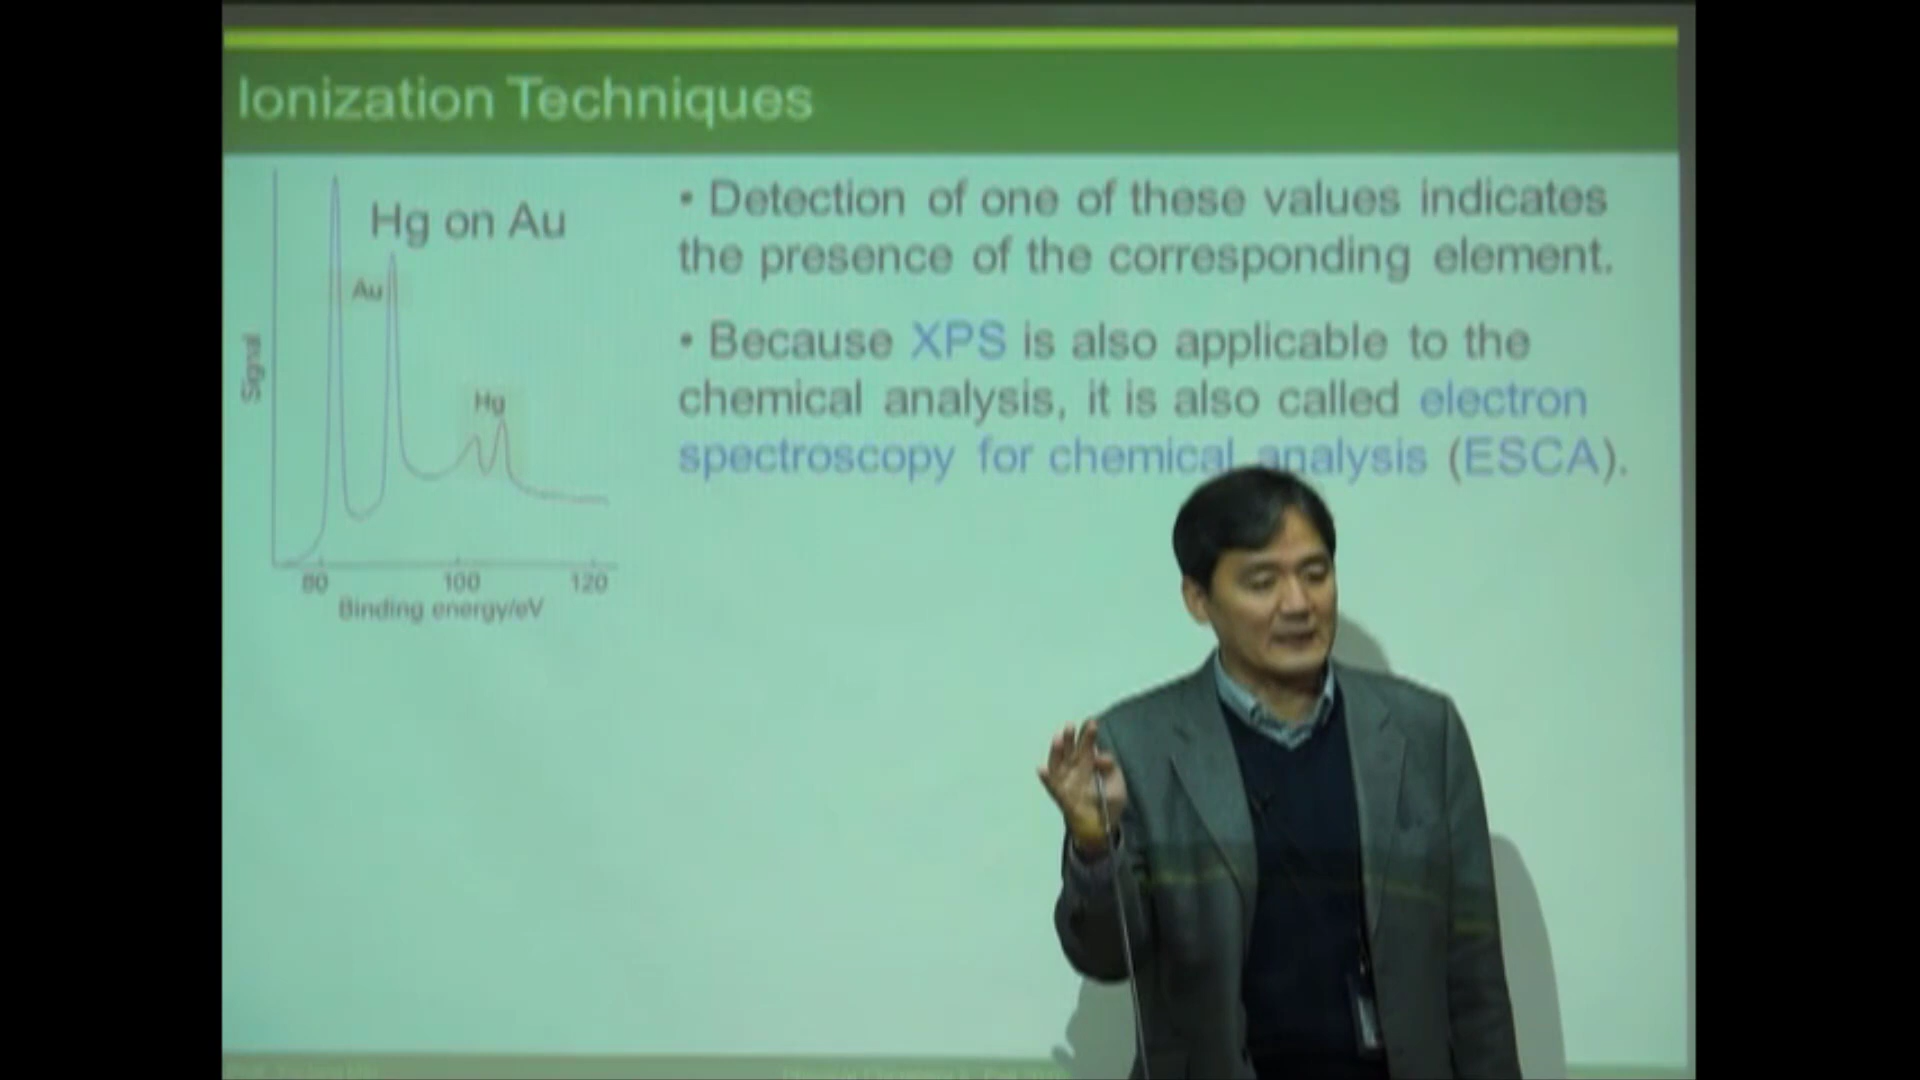 Ionization Techniques
Hg on Au
Au
Hg
Signal
80 100 120
Binding energy/eV
• Detection of one of these values indicates
the presence of the corresponding element.
• Because XPS is also applicable to the
chemical analysis, it is also called electron
spectroscopy for chemical analysis (ESCA).